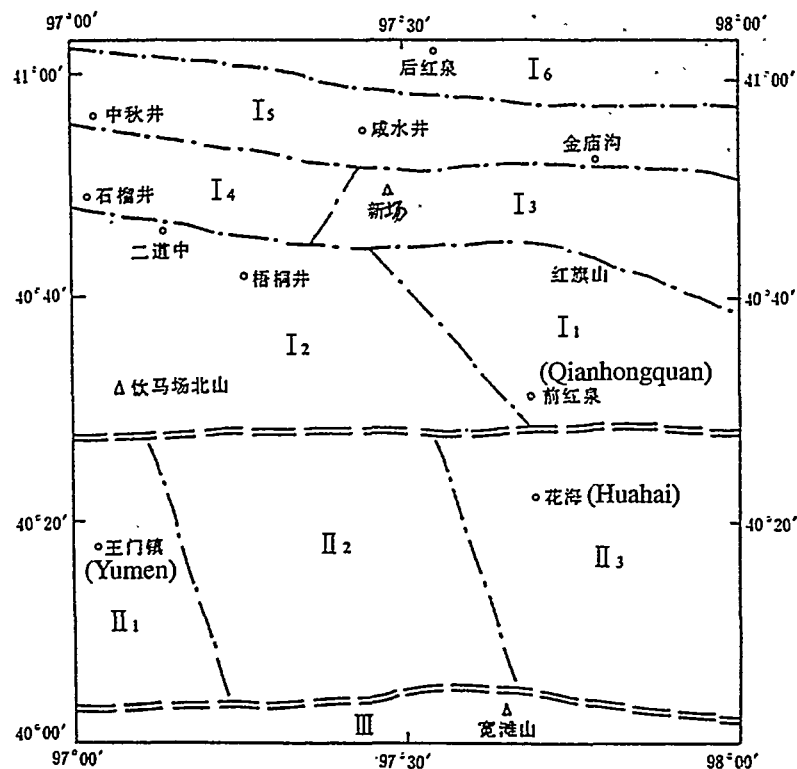 97°00′ 97°30′ 98°00′
后红泉 I6
41°00′ 41°00′
I5
中秋井 咸水井
金庙沟
石榴井 I4 新场 I3
二道中
梧桐井 红旗山
40°40′ 40°40′
I2 I1
(Qianhongquan)
饮马场北山 前红泉
花海 (Huahai)
40°20′ 40°20′
王门镇 II2 II3
(Yumen)
II1
III 宽滩山
40°00′ 40°00′
97°00′ 97°30′ 98°00′